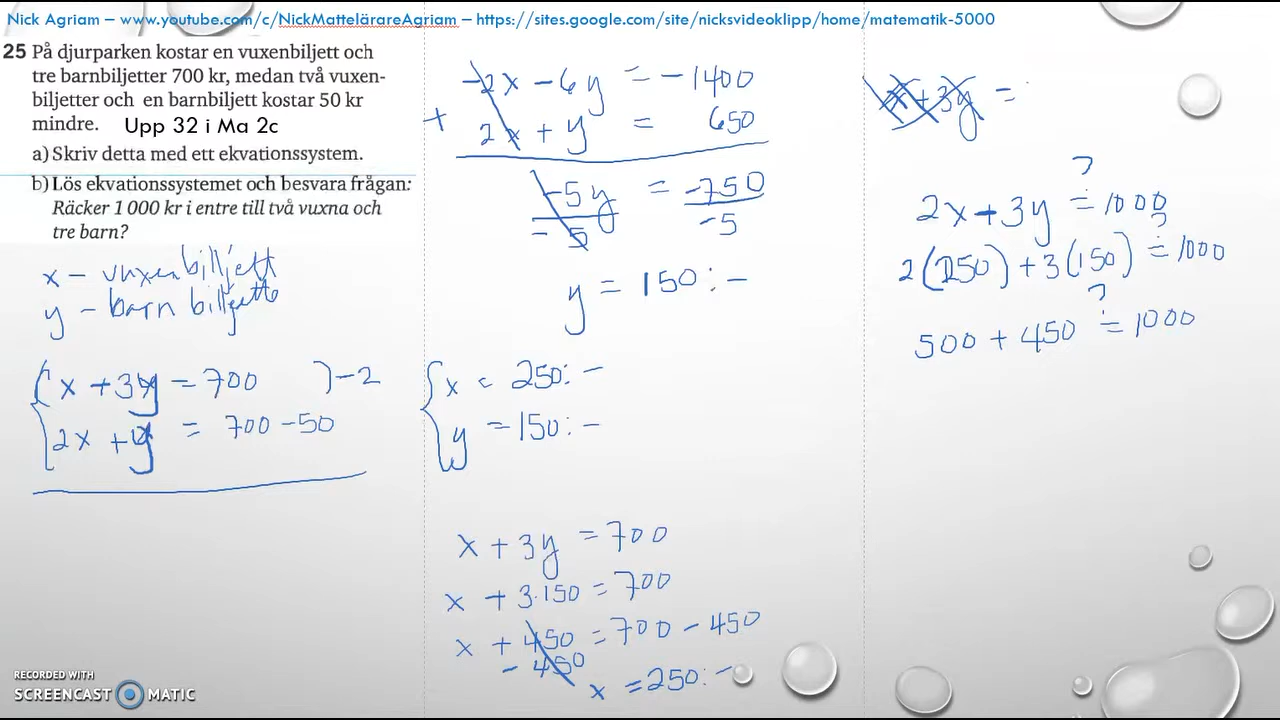 Nick Agriam – www.youtube.com/c/NickMattelärareAgriam – https://sites.google.com/site/nicksvideoklipp/home/matematik-5000
25 På djurparken kostar en vuxenbiljett och
tre barnbiljetter 700 kr, medan två vuxen-
biljetter och en barnbiljett kostar 50 kr
mindre. Upp 32 i Ma 2c
a) Skriv detta med ett ekvationssystem.
b) Lös ekvationssystemet och besvara frågan:
Räcker 1 000 kr i entre till två vuxna och
tre barn?
x – vuxenbilljett
y – barn billjett
x + 3y = 700 ) -2
2x + y = 700 - 50
-2x - 6y = -1400
+ 2x + y = 650
-5y = -750
-5 -5
y = 150:-
x = 250:-
y = 150:-
x + 3y = 700
x + 3·150 = 700
x + 450 = 700 - 450
- 450
x = 250:-
x + 3y =
?
2x + 3y = 1000
?
2(250) + 3(150) = 1000
?
500 + 450 = 1000
RECORDED WITH
SCREENCAST MATIC